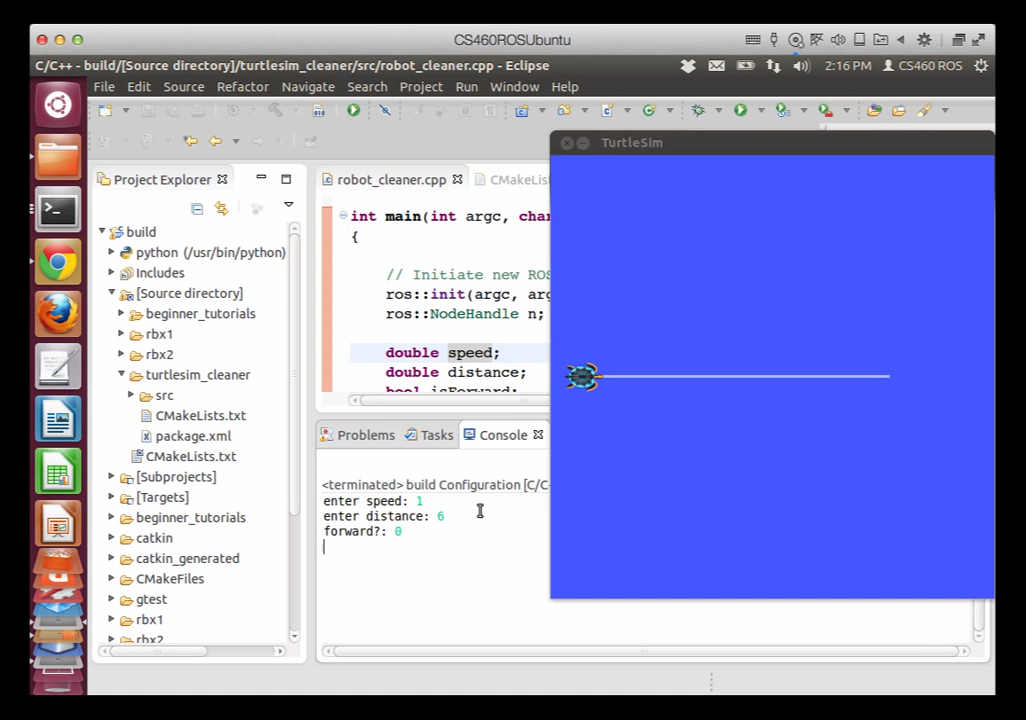 CS460ROSUbuntu
C/C++ - build/[Source directory]/turtlesim_cleaner/src/robot_cleaner.cpp - Eclipse
2:16 PM
CS460 ROS
File Edit Source Refactor Navigate Search Project Run Window Help
TurtleSim
Project Explorer
robot_cleaner.cpp
CMakeLis
build
python (/usr/bin/python)
Includes
[Source directory]
beginner_tutorials
rbx1
rbx2
turtlesim_cleaner
src
CMakeLists.txt
package.xml
CMakeLists.txt
[Subprojects]
[Targets]
beginner_tutorials
catkin
catkin_generated
CMakeFiles
gtest
rbx1
rbx2
int main(int argc, char
{
// Initiate new ROS
ros::init(argc, arg
ros::NodeHandle n;
double speed;
double distance;
bool isForward;
Problems
Tasks
Console
<terminated> build Configuration [C/C
enter speed: 1
enter distance: 6
forward?: 0